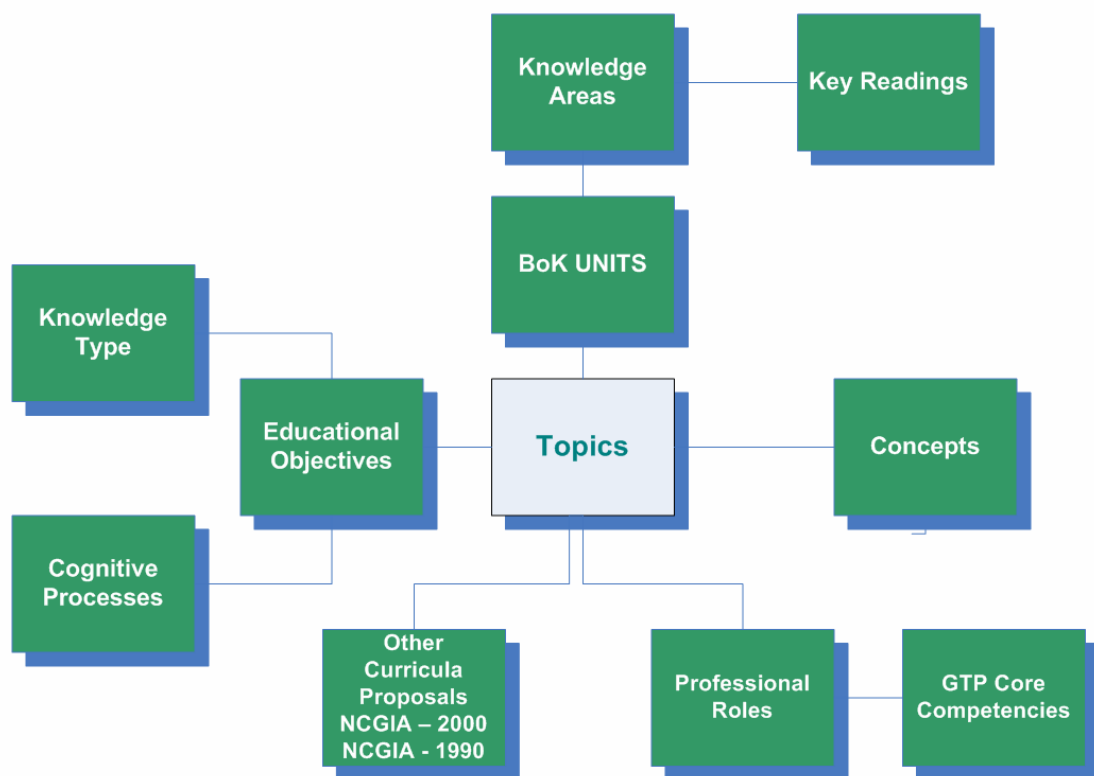 Knowledge
Areas
Key Readings
BoK UNITS
Knowledge
Type
Educational
Objectives
Topics
Concepts
Cognitive
Processes
Other
Curricula
Proposals
NCGIA – 2000
NCGIA - 1990
Professional
Roles
GTP Core
Competencies